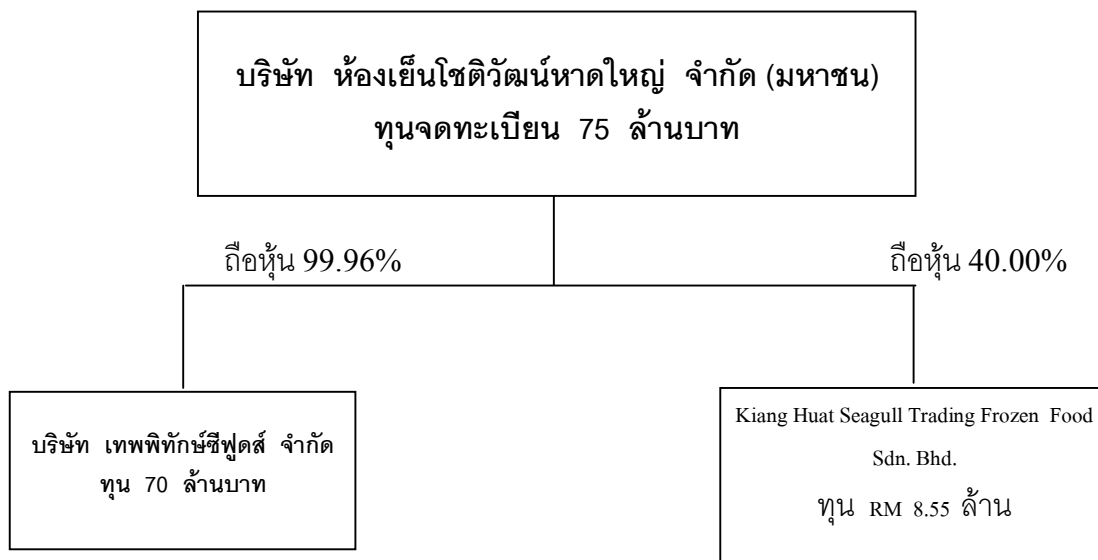 บริษัท ห้องเย็นโชติวัฒน์หาดใหญ่ จำกัด (มหาชน)
ทุนจดทะเบียน 75 ล้านบาท
ถือหุ้น 99.96%
ถือหุ้น 40.00%
บริษัท เทพพิทักษ์ซีฟูดส์ จำกัด
ทุน 70 ล้านบาท
Kiang Huat Seagull Trading Frozen Food
Sdn. Bhd.
ทุน RM 8.55 ล้าน